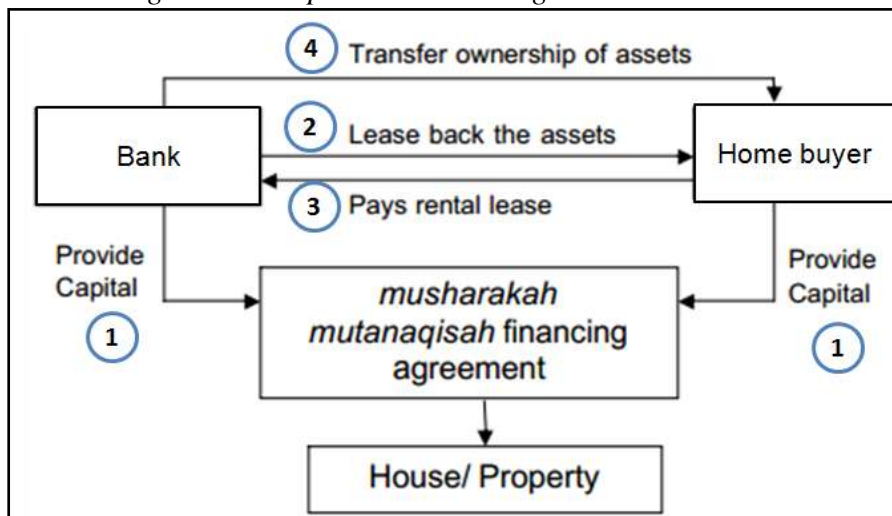 4
Transfer ownership of assets
Bank
2
Lease back the assets
Home buyer
3
Pays rental lease
Provide
Capital
1
musharakah
mutanaqisah financing
agreement
Provide
Capital
1
House/ Property